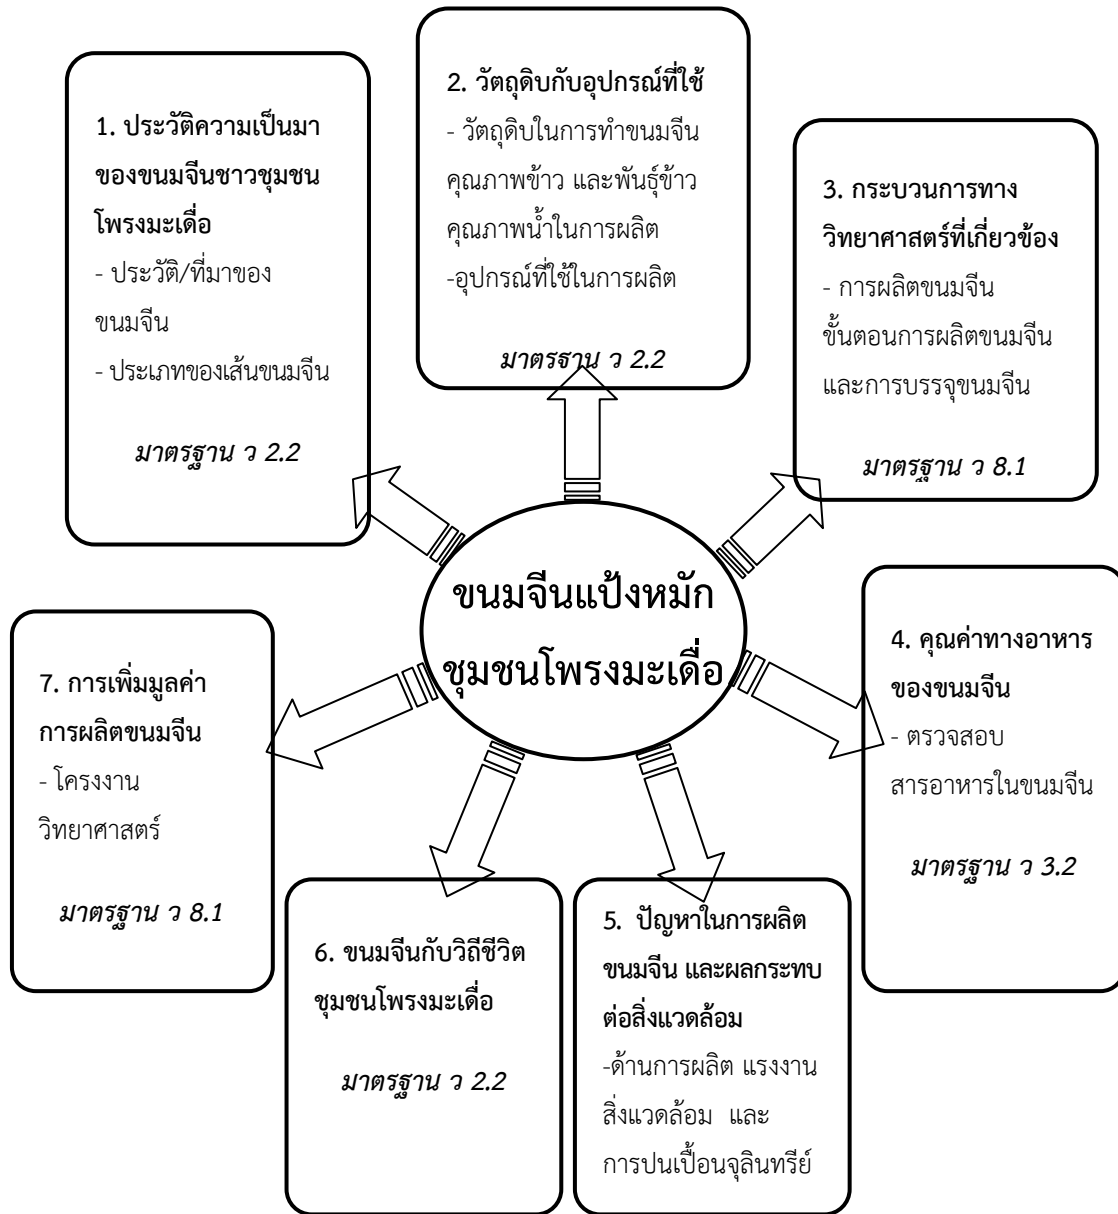 1. ประวัติความเป็นมา
ของขนมจีนชาวชุมชน
โพรงมะเดื่อ
- ประวัติ/ที่มาของ
ขนมจีน
- ประเภทของเส้นขนมจีน
มาตรฐาน ว 2.2
2. วัตถุดิบกับอุปกรณ์ที่ใช้
- วัตถุดิบในการทำขนมจีน
คุณภาพข้าว และพันธุ์ข้าว
คุณภาพน้ำในการผลิต
-อุปกรณ์ที่ใช้ในการผลิต
มาตรฐาน ว 2.2
3. กระบวนการทาง
วิทยาศาสตร์ที่เกี่ยวข้อง
- การผลิตขนมจีน
ขั้นตอนการผลิตขนมจีน
และการบรรจุขนมจีน
มาตรฐาน ว 8.1
ขนมจีนแป้งหมัก
ชุมชนโพรงมะเดื่อ
4. คุณค่าทางอาหาร
ของขนมจีน
- ตรวจสอบ
สารอาหารในขนมจีน
มาตรฐาน ว 3.2
5. ปัญหาในการผลิต
ขนมจีน และผลกระทบ
ต่อสิ่งแวดล้อม
-ด้านการผลิต แรงงาน
สิ่งแวดล้อม และ
การปนเปื้อนจุลินทรีย์
6. ขนมจีนกับวิถีชีวิต
ชุมชนโพรงมะเดื่อ
มาตรฐาน ว 2.2
7. การเพิ่มมูลค่า
การผลิตขนมจีน
- โครงงาน
วิทยาศาสตร์
มาตรฐาน ว 8.1